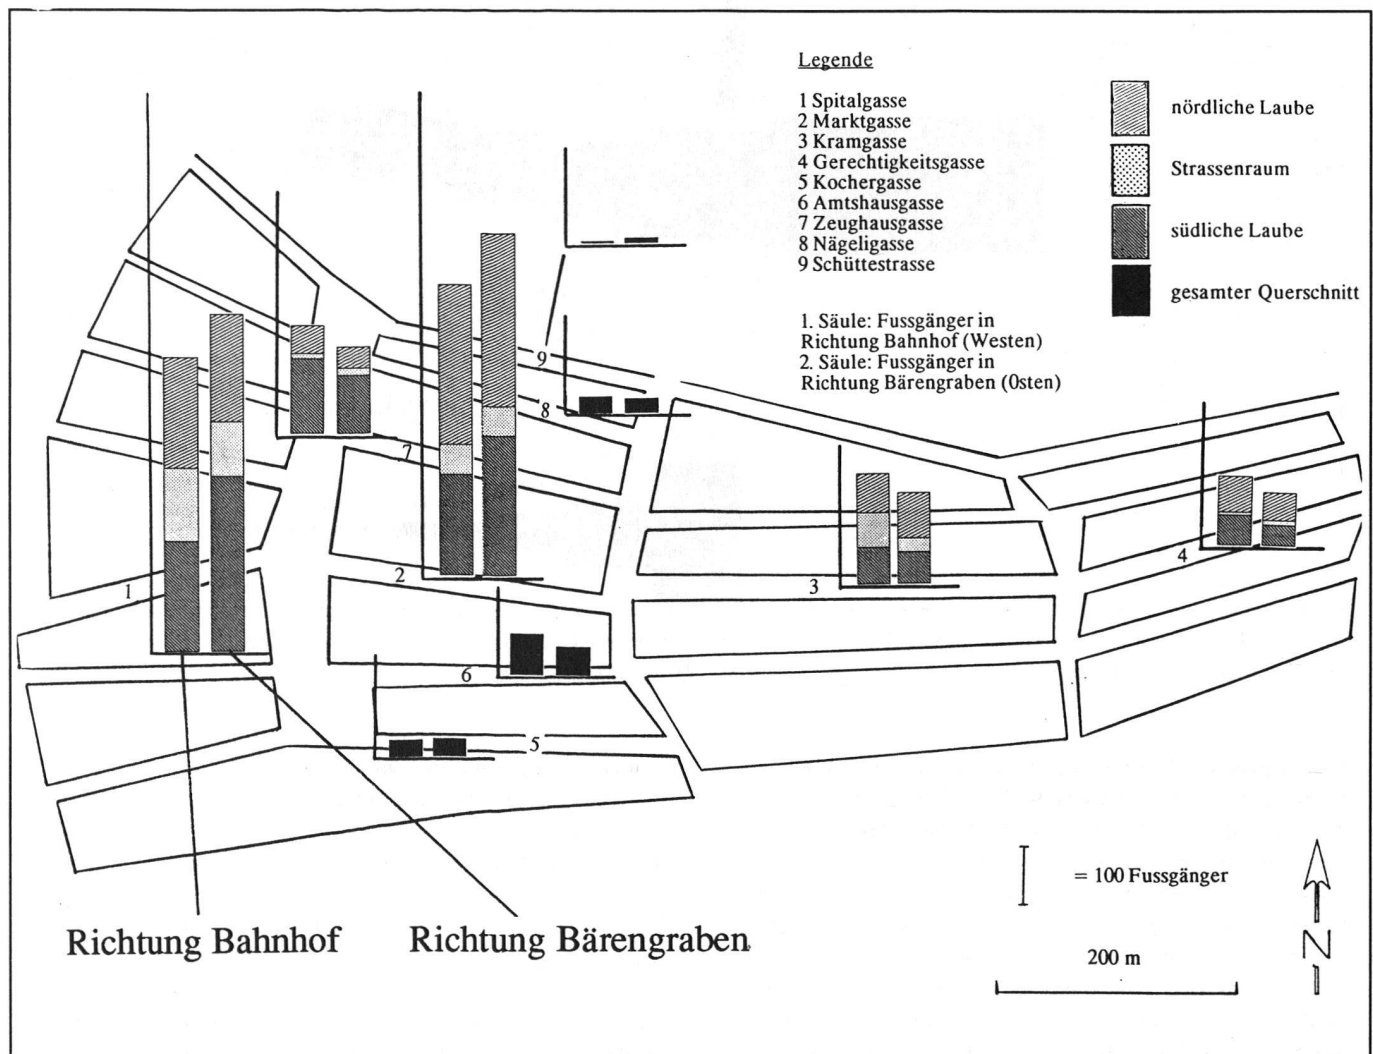 Legende
1 Spitalgasse
2 Marktgasse
3 Kramgasse
4 Gerechtigkeitsgasse
5 Kochergasse
6 Amtshausgasse
7 Zeughausgasse
8 Nägeligasse
9 Schüttestrasse
1. Säule: Fussgänger in
Richtung Bahnhof (Westen)
2. Säule: Fussgänger in
Richtung Bärengraben (Osten)
nördliche Laube
Strassenraum
südliche Laube
gesamter Querschnitt
9
8
7
4
2
3
1
6
5
= 100 Fussgänger
Richtung Bahnhof
Richtung Bärengraben
200 m
N